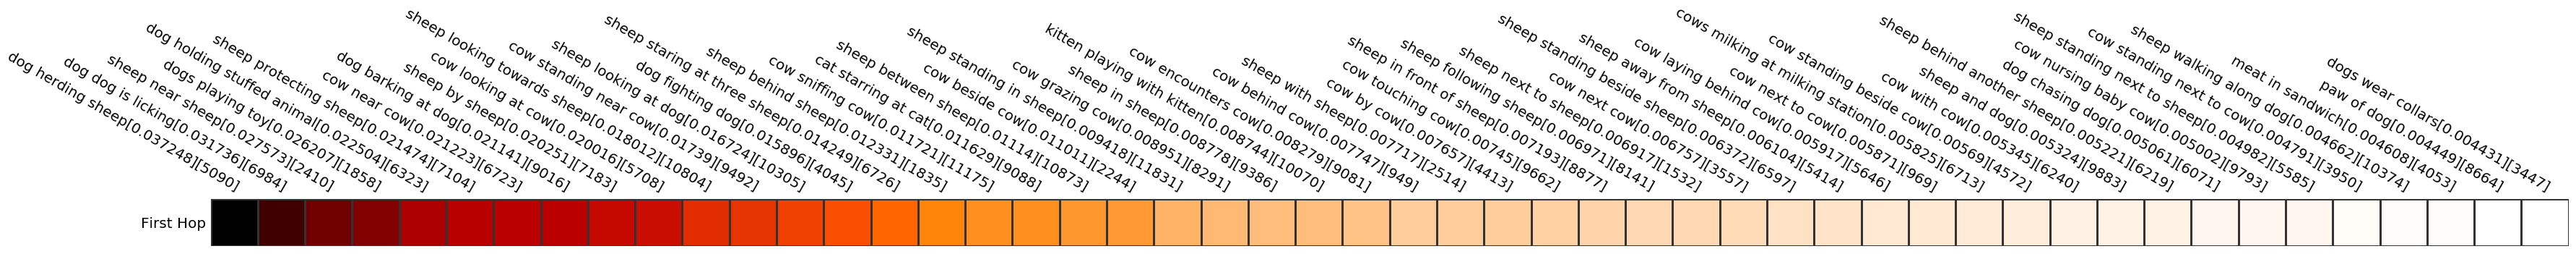 dog herding sheep[0.037248][5090]
dog dog is licking[0.031736][6984]
sheep near sheep[0.027573][2410]
dogs playing toy[0.026207][1858]
dog holding stuffed animal[0.022504][6323]
sheep protecting sheep[0.021474][7104]
cow near cow[0.021223][6723]
dog barking at dog[0.021141][9016]
sheep by sheep[0.020251][7183]
cow looking at cow[0.020016][5708]
sheep looking towards sheep[0.018012][10804]
cow standing near cow[0.01739][9492]
sheep looking at dog[0.016724][10305]
dog fighting dog[0.015896][4045]
sheep staring at three sheep[0.014249][6726]
sheep behind sheep[0.012331][1835]
cow sniffing cow[0.011721][1175]
cat starring at cat[0.011629][9088]
sheep between sheep[0.01114][10873]
cow beside cow[0.011011][2244]
sheep standing in sheep[0.009418][11831]
cow grazing cow[0.008951][8291]
sheep in sheep[0.008778][9386]
kitten playing with kitten[0.008744][10070]
cow encounters cow[0.008279][9081]
cow behind cow[0.007747][949]
sheep with sheep[0.007717][2514]
cow by cow[0.007657][4413]
cow touching cow[0.00745][9662]
sheep in front of sheep[0.007193][8877]
sheep following sheep[0.006971][8141]
sheep next to sheep[0.006917][1532]
cow next cow[0.006757][3557]
sheep standing beside sheep[0.006372][6597]
sheep away from sheep[0.006104][5414]
cow laying behind cow[0.005917][5646]
cow next to cow[0.005871][969]
cows milking at milking station[0.005825][6713]
cow standing beside cow[0.00569][4572]
cow with cow[0.005345][6240]
sheep and dog[0.005324][9883]
sheep behind another sheep[0.005221][6219]
dog chasing dog[0.005061][6071]
cow nursing baby cow[0.005002][9793]
sheep standing next to sheep[0.004982][5585]
cow standing next to cow[0.004791][3950]
sheep walking along dog[0.004662][10374]
meat in sandwich[0.004608][4053]
paw of dog[0.004449][8664]
dogs wear collars[0.004431][3447]
First Hop